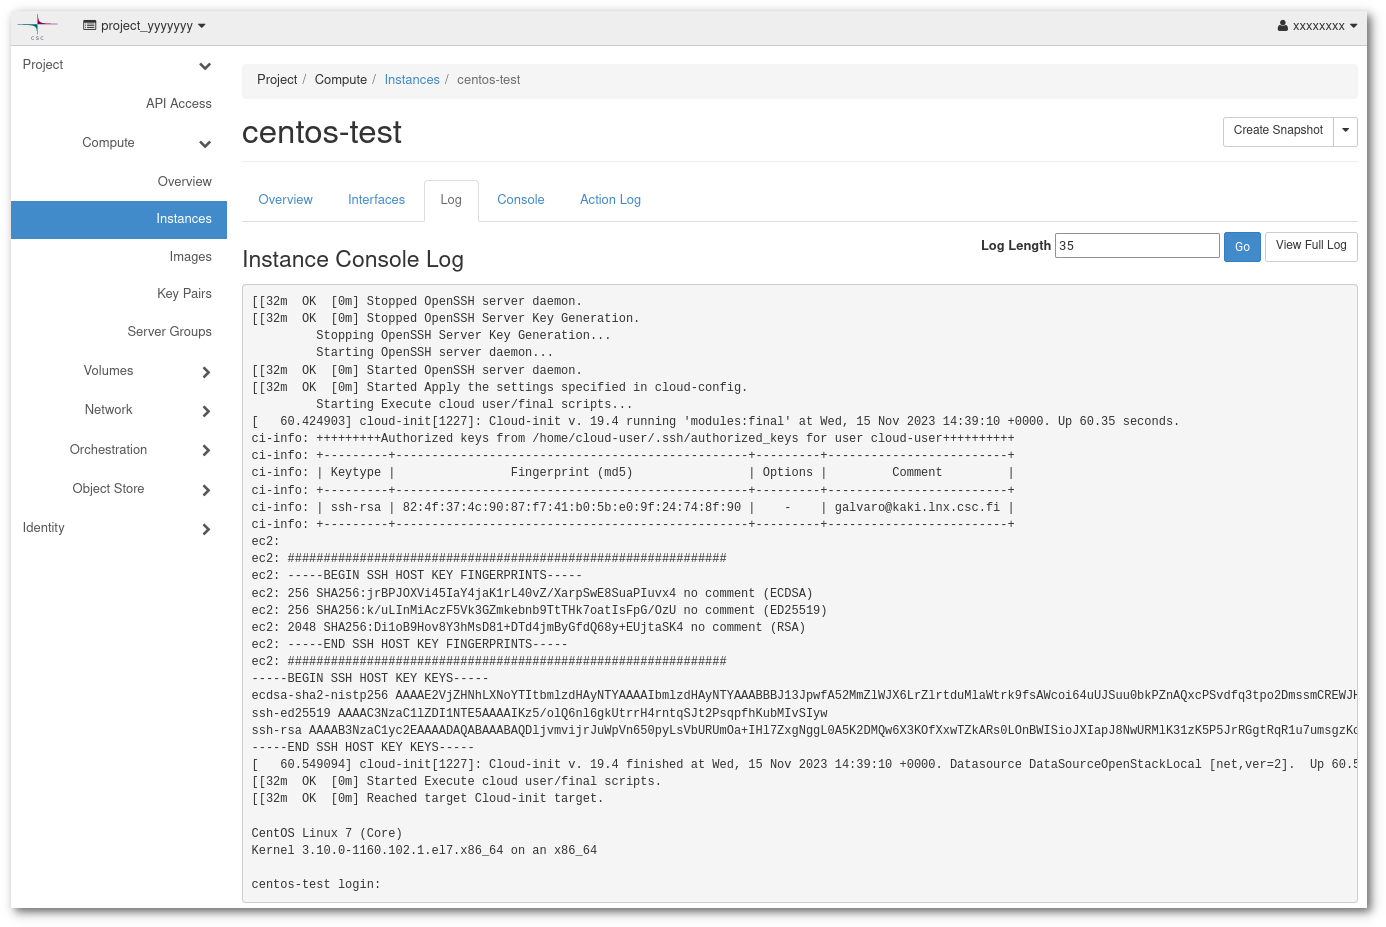 CSC
project_yyyyyyy
xxxxxxxx
Project
API Access
Compute
Overview
Instances
Images
Key Pairs
Server Groups
Volumes
Network
Orchestration
Object Store
Identity
Project / Compute / Instances / centos-test
centos-test
Create Snapshot
Overview Interfaces Log Console Action Log
Log Length 35 Go View Full Log
Instance Console Log
[[32m  OK  [0m] Stopped OpenSSH server daemon.
[[32m  OK  [0m] Stopped OpenSSH Server Key Generation.
         Stopping OpenSSH Server Key Generation...
         Starting OpenSSH server daemon...
[[32m  OK  [0m] Started OpenSSH server daemon.
[[32m  OK  [0m] Started Apply the settings specified in cloud-config.
         Starting Execute cloud user/final scripts...
[   60.424903] cloud-init[1227]: Cloud-init v. 19.4 running 'modules:final' at Wed, 15 Nov 2023 14:39:10 +0000. Up 60.35 seconds.
ci-info: +++++++++Authorized keys from /home/cloud-user/.ssh/authorized_keys for user cloud-user++++++++++
ci-info: +---------+-------------------------------------------------+---------+-------------------------+
ci-info: | Keytype |                Fingerprint (md5)                | Options |         Comment         |
ci-info: +---------+-------------------------------------------------+---------+-------------------------+
ci-info: | ssh-rsa | 82:4f:37:4c:90:87:f7:41:b0:5b:e0:9f:24:74:8f:90 |    -    | galvaro@kaki.lnx.csc.fi |
ci-info: +---------+-------------------------------------------------+---------+-------------------------+
ec2:
ec2: #############################################################
ec2: -----BEGIN SSH HOST KEY FINGERPRINTS-----
ec2: 256 SHA256:jrBPJOXVi45IaY4jaK1rL40vZ/XarpSwE8SuaPIuvx4 no comment (ECDSA)
ec2: 256 SHA256:k/uLInMiAczF5Vk3GZmkebnb9TtTHk7oatIsFpG/OzU no comment (ED25519)
ec2: 2048 SHA256:Di1oB9Hov8Y3hMsD81+DTd4jmByGfdQ68y+EUjtaSK4 no comment (RSA)
ec2: -----END SSH HOST KEY FINGERPRINTS-----
ec2: #############################################################
-----BEGIN SSH HOST KEY KEYS-----
ecdsa-sha2-nistp256 AAAAE2VjZHNhLXNoYTItbmlzdHAyNTYAAAAIbmlzdHAyNTYAAABBBJ13JpwfA52MmZlWJX6LrZlrtduMlaWtrk9fsAWcoi64uUJSuu0bkPZnAQxcPSvdfq3tpo2DmssmCREWJH
ssh-ed25519 AAAAC3NzaC1lZDI1NTE5AAAAIKz5/olQ6nl6gkUtrrH4rntqSJt2PsqpfhKubMIvSIyw
ssh-rsa AAAAB3NzaC1yc2EAAAADAQABAAABAQDljvmvijrJuWpVn650pyLsVbURUmOa+IHl7ZxgNggL0A5K2DMQw6X3KOfXxwTZkARs0LOnBWISioJXIapJ8NwURMlK31zK5P5JrRGgtRqR1u7umsgzKo
-----END SSH HOST KEY KEYS-----
[   60.549094] cloud-init[1227]: Cloud-init v. 19.4 finished at Wed, 15 Nov 2023 14:39:10 +0000. Datasource DataSourceOpenStackLocal [net,ver=2].  Up 60.5
[[32m  OK  [0m] Started Execute cloud user/final scripts.
[[32m  OK  [0m] Reached target Cloud-init target.
CentOS Linux 7 (Core)
Kernel 3.10.0-1160.102.1.el7.x86_64 on an x86_64
centos-test login: